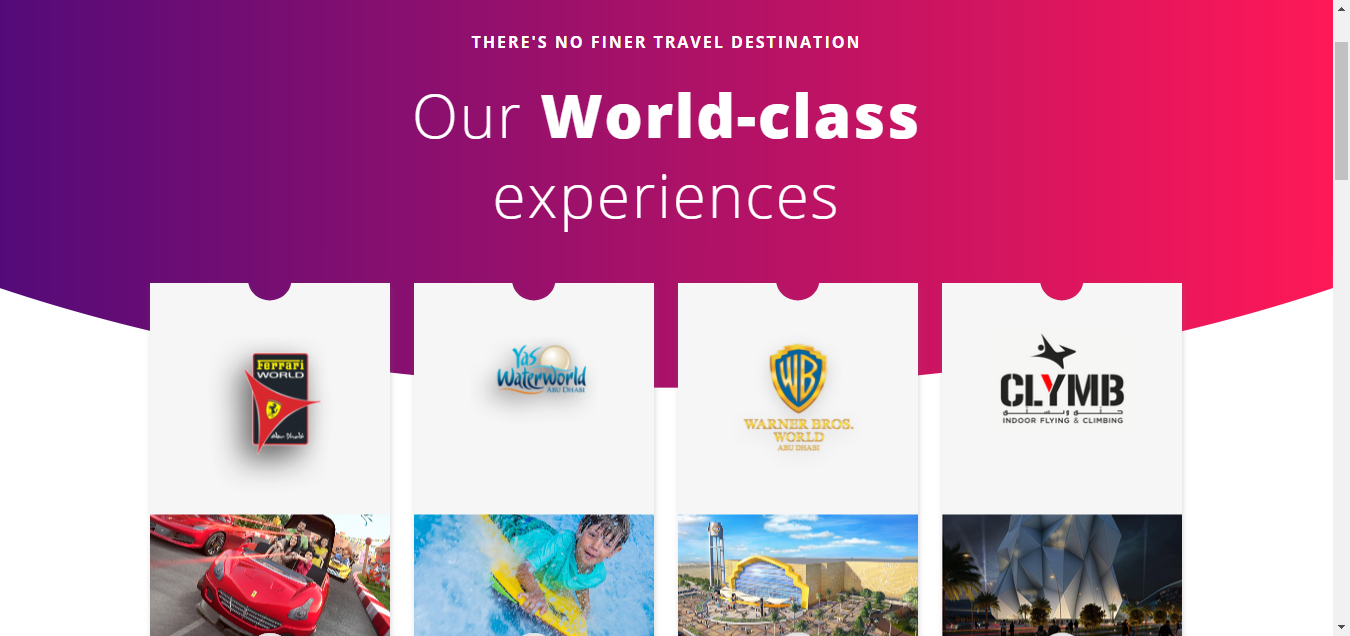 THERE'S NO FINER TRAVEL DESTINATION
Our World-class
experiences
Ferrari
WORLD
Abu Dhabi
Yas
WaterWorld
ABU DHABI
WB
WARNER BROS.
WORLD
ABU DHABI
CLYMB
INDOOR FLYING & CLIMBING